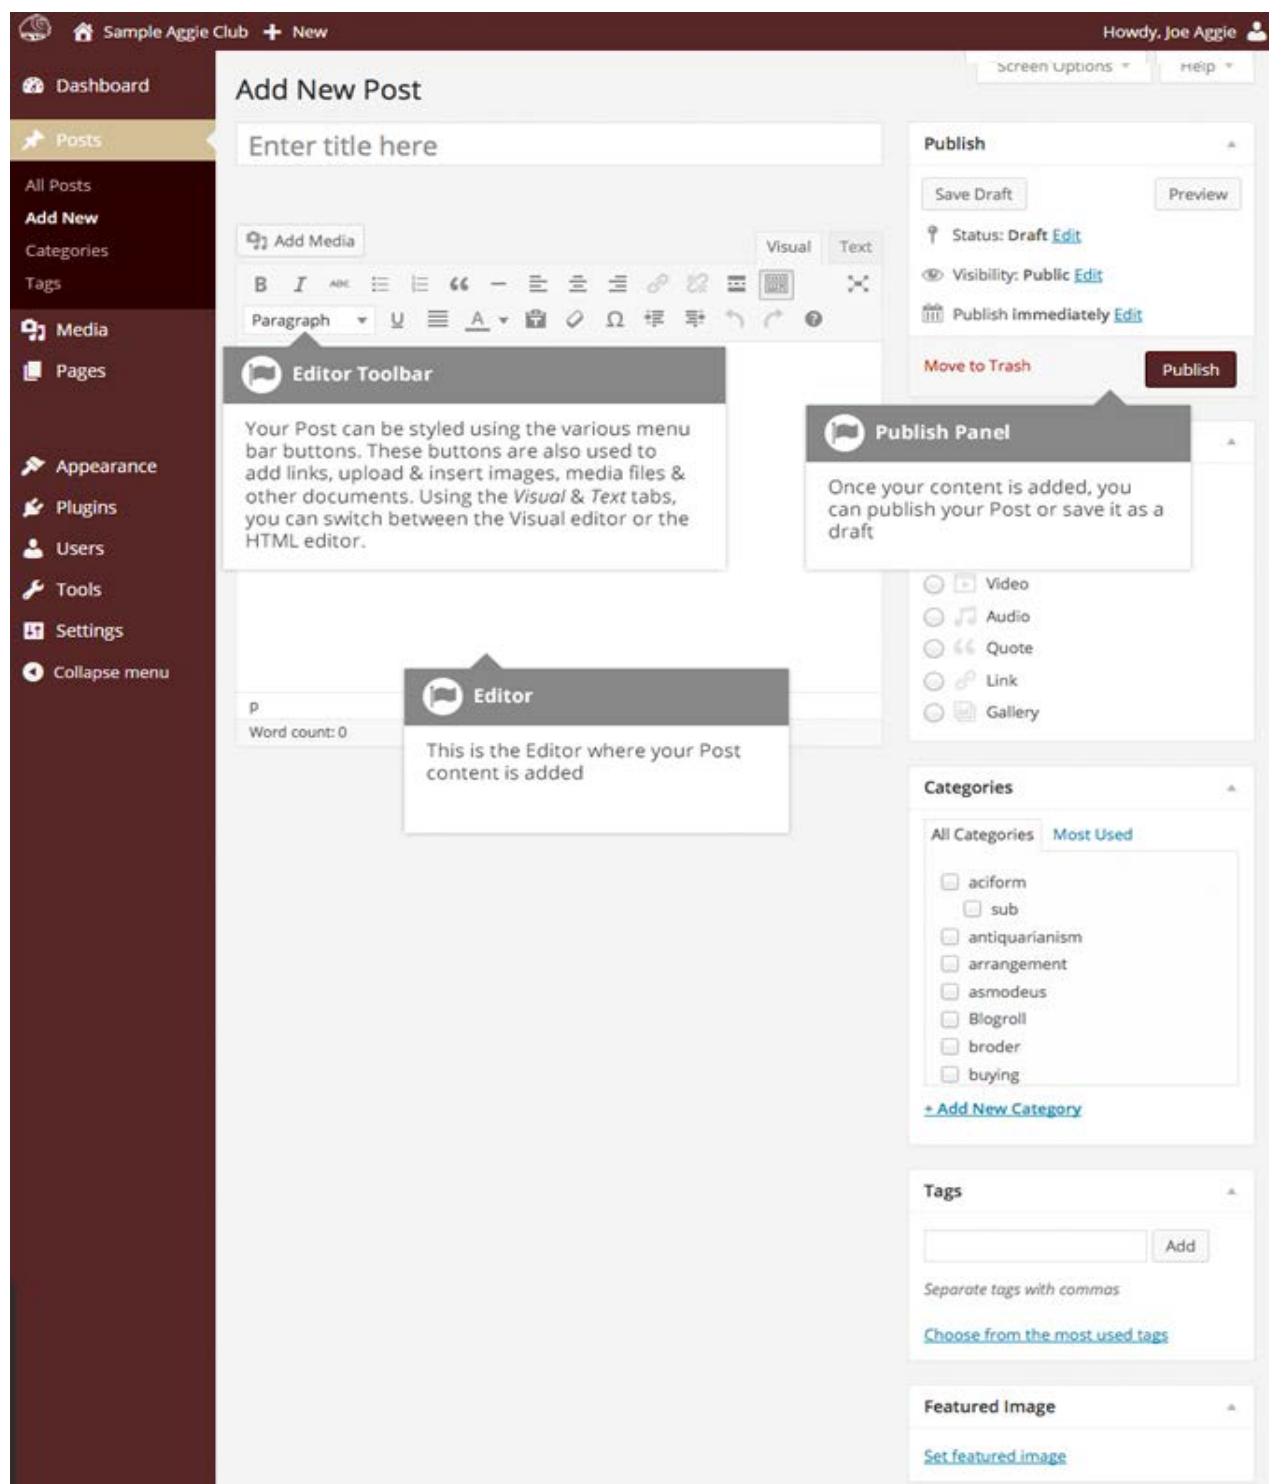 Sample Aggie Club + New
Howdy, Joe Aggie
Dashboard
Posts
All Posts
Add New
Categories
Tags
Media
Pages
Appearance
Plugins
Users
Tools
Settings
Collapse menu
Screen Options
Help
Add New Post
Enter title here
Add Media
Visual Text
B I ABC
Paragraph U A Ω
Editor Toolbar
Your Post can be styled using the various menu
bar buttons. These buttons are also used to
add links, upload & insert images, media files &
other documents. Using the Visual & Text tabs,
you can switch between the Visual editor or the
HTML editor.
Editor
This is the Editor where your Post
content is added
P
Word count: 0
Publish
Save Draft Preview
Status: Draft Edit
Visibility: Public Edit
Publish immediately Edit
Move to Trash Publish
Publish Panel
Once your content is added, you
can publish your Post or save it as a
draft
Video
Audio
Quote
Link
Gallery
Categories
All Categories Most Used
aciform
sub
antiquarianism
arrangement
asmodeus
Blogroll
broder
buying
+ Add New Category
Tags
Add
Separate tags with commas
Choose from the most used tags
Featured Image
Set featured image